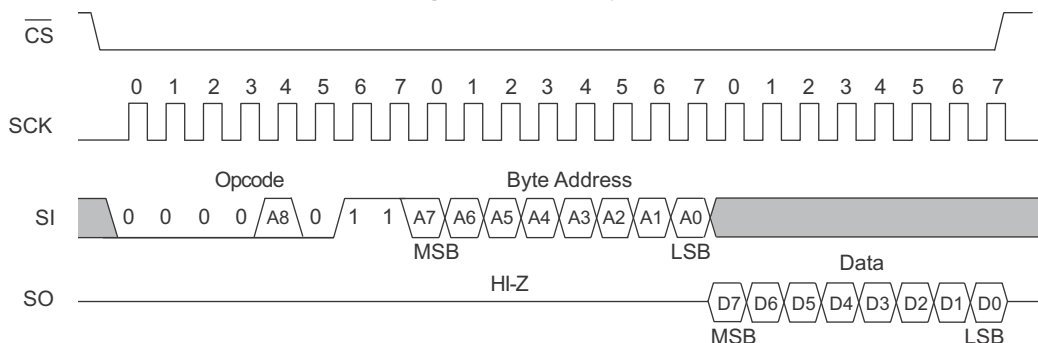 CS
0 1 2 3 4 5 6 7 0 1 2 3 4 5 6 7 0 1 2 3 4 5 6 7
SCK
Opcode Byte Address
SI 0 0 0 0 A8 0 1 1 A7 A6 A5 A4 A3 A2 A1 A0
MSB LSB
HI-Z Data
SO D7 D6 D5 D4 D3 D2 D1 D0
MSB LSB